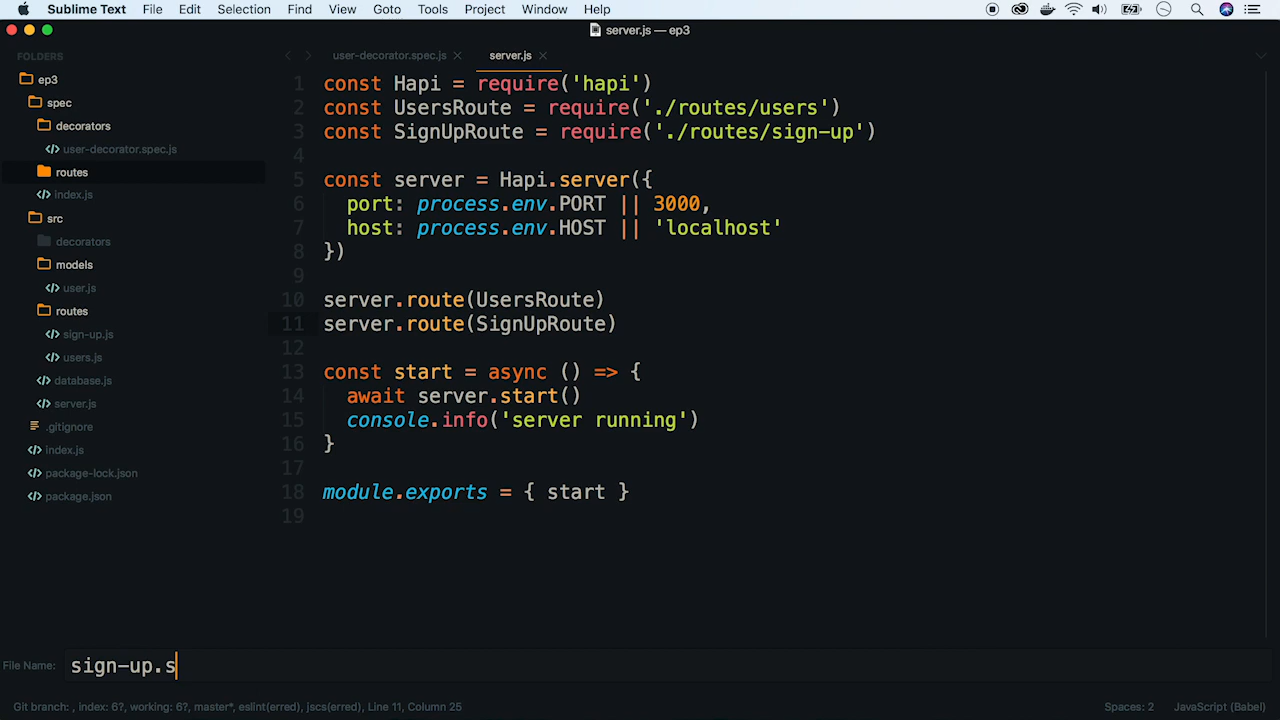 Sublime Text File Edit Selection Find View Goto Tools Project Window Help
server.js — ep3
FOLDERS
ep3
spec
decorators
user-decorator.spec.js
routes
index.js
src
decorators
models
user.js
routes
sign-up.js
users.js
database.js
server.js
.gitignore
index.js
package-lock.json
package.json
user-decorator.spec.js server.js
1 const Hapi = require('hapi')
2 const UsersRoute = require('./routes/users')
3 const SignUpRoute = require('./routes/sign-up')
4
5 const server = Hapi.server({
6 port: process.env.PORT || 3000,
7 host: process.env.HOST || 'localhost'
8 })
9
10 server.route(UsersRoute)
11 server.route(SignUpRoute)
12
13 const start = async () => {
14 await server.start()
15 console.info('server running')
16 }
17
18 module.exports = { start }
19
File Name: sign-up.s
Git branch: , index: 6?, working: 6?, master*, eslint(erred), jscs(erred), Line 11, Column 25 Spaces: 2 JavaScript (Babel)